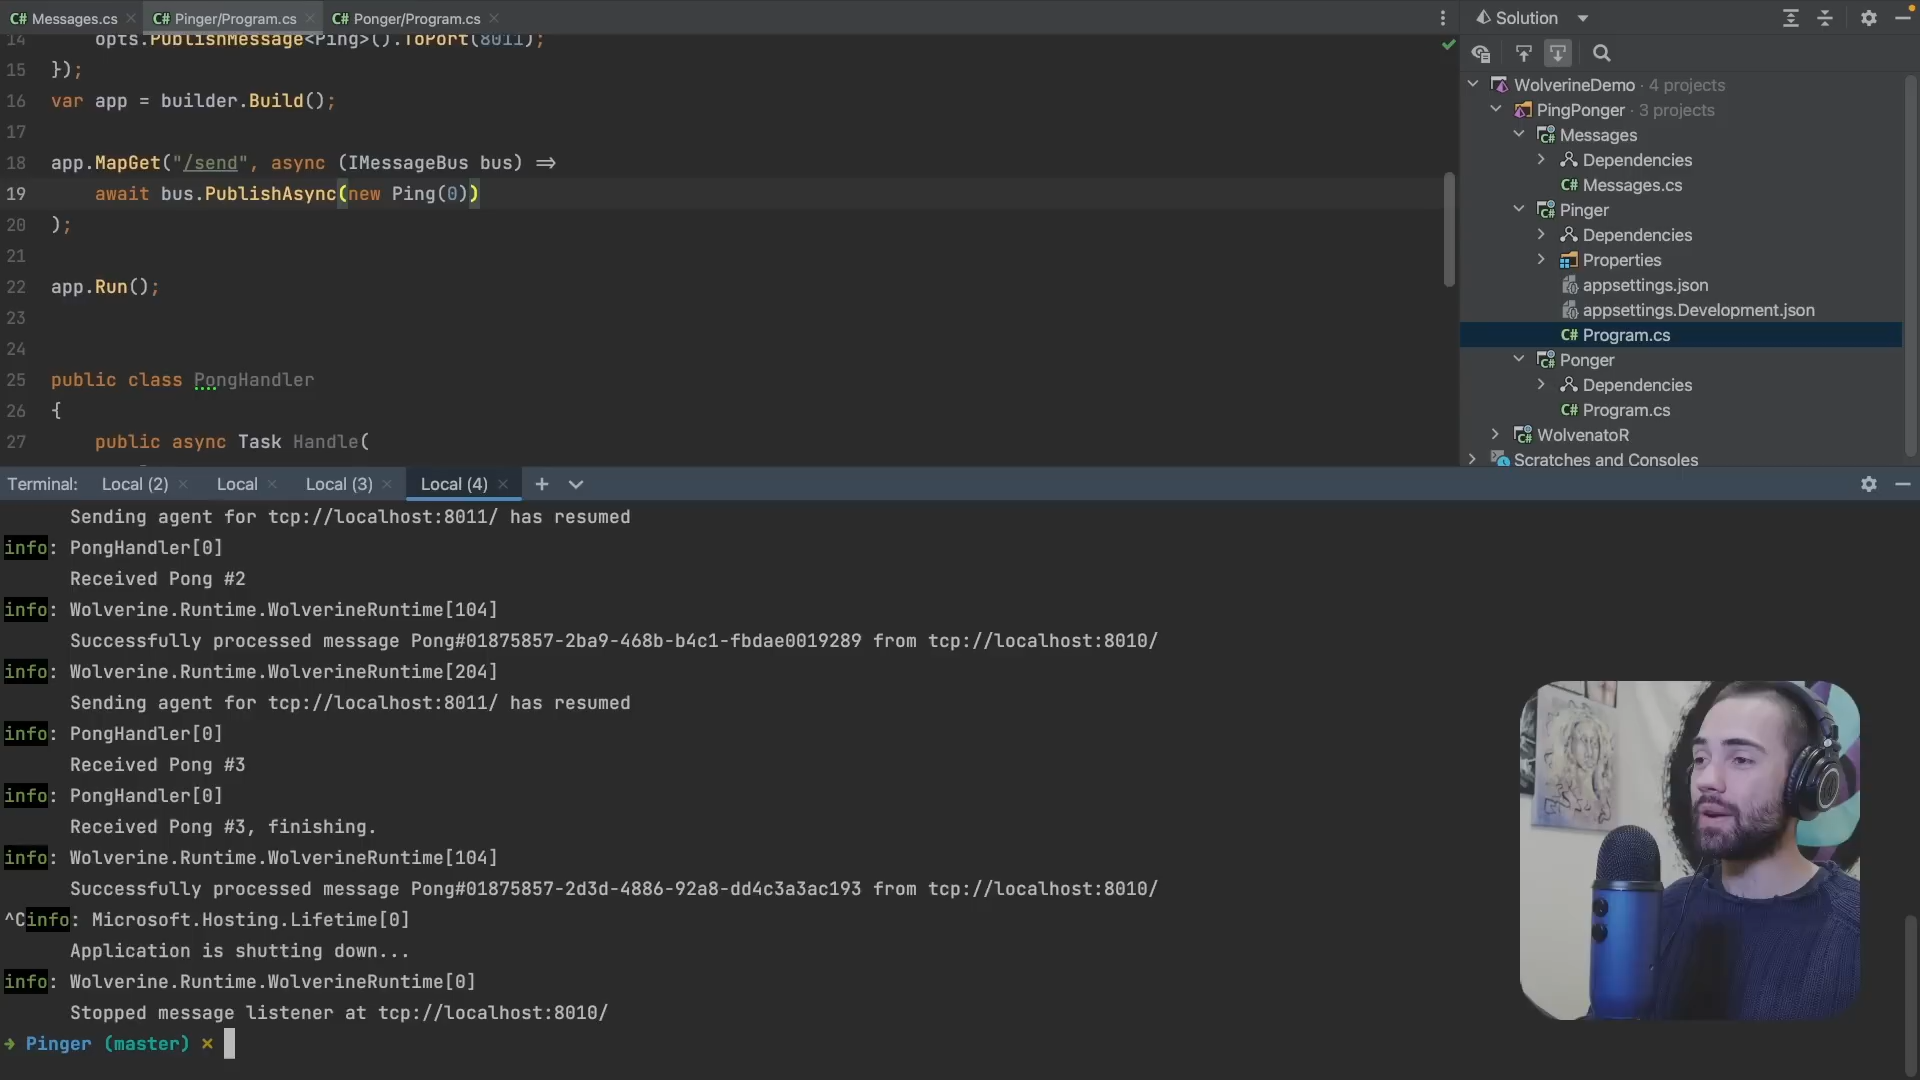 Messages.cs
Pinger/Program.cs
Ponger/Program.cs
14 opts.PublishMessage<Ping>().ToPort(8011);
15 });
16 var app = builder.Build();
17
18 app.MapGet("/send", async (IMessageBus bus) =>
19 await bus.PublishAsync(new Ping(0))
20 );
21
22 app.Run();
23
24
25 public class PongHandler
26 {
27 public async Task Handle(
Solution
WolverineDemo · 4 projects
PingPonger · 3 projects
Messages
Dependencies
C# Messages.cs
Pinger
Dependencies
Properties
appsettings.json
appsettings.Development.json
C# Program.cs
Ponger
Dependencies
C# Program.cs
WolvenatoR
Scratches and Consoles
Terminal: Local (2) Local Local (3) Local (4)
Sending agent for tcp://localhost:8011/ has resumed
info: PongHandler[0]
Received Pong #2
info: Wolverine.Runtime.WolverineRuntime[104]
Successfully processed message Pong#01875857-2ba9-468b-b4c1-fbdae0019289 from tcp://localhost:8010/
info: Wolverine.Runtime.WolverineRuntime[204]
Sending agent for tcp://localhost:8011/ has resumed
info: PongHandler[0]
Received Pong #3
info: PongHandler[0]
Received Pong #3, finishing.
info: Wolverine.Runtime.WolverineRuntime[104]
Successfully processed message Pong#01875857-2d3d-4886-92a8-dd4c3a3ac193 from tcp://localhost:8010/
^Cinfo: Microsoft.Hosting.Lifetime[0]
Application is shutting down...
info: Wolverine.Runtime.WolverineRuntime[0]
Stopped message listener at tcp://localhost:8010/
→ Pinger (master) ×